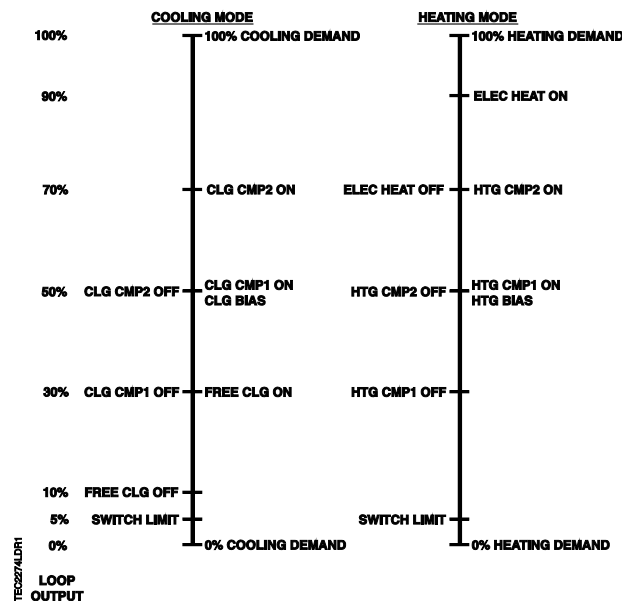 COOLING MODE HEATING MODE
100% 100% COOLING DEMAND 100% HEATING DEMAND
90% ELEC HEAT ON
70% CLG CMP2 ON ELEC HEAT OFF HTG CMP2 ON
50% CLG CMP2 OFF CLG CMP1 ON CLG BIAS HTG CMP2 OFF HTG CMP1 ON HTG BIAS
30% CLG CMP1 OFF FREE CLG ON HTG CMP1 OFF
10% FREE CLG OFF
5% SWITCH LIMIT SWITCH LIMIT
0% 0% COOLING DEMAND 0% HEATING DEMAND
LOOP
OUTPUT
TEC2274LDR1